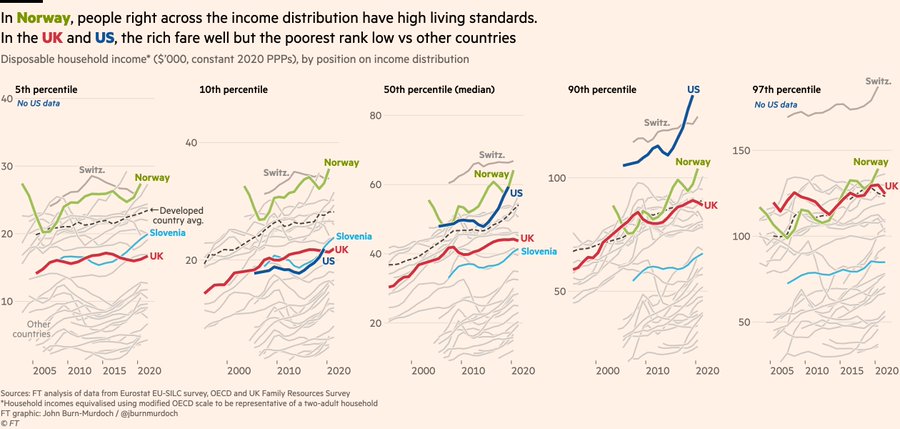 In Norway, people right across the income distribution have high living standards.
In the UK and US, the rich fare well but the poorest rank low vs other countries
Disposable household income* ($'000, constant 2020 PPPs), by position on income distribution
5th percentile
No US data
40
30
20
10
Switz.
Norway
Developed
country avg.
Slovenia
UK
Other
countries
2005
2010
2015
2020
10th percentile
40
20
Switz.
Norway
Slovenia
UK
US
2000
2010
2020
50th percentile (median)
80
60
40
20
Switz.
Norway
US
UK
Slovenia
2000
2010
2020
90th percentile
100
50
US
Switz.
Norway
UK
2000
2010
2020
97th percentile
No US data
150
100
50
Switz.
Norway
UK
2005
2010
2015
2020
Sources: FT analysis of data from Eurostat EU-SILC survey, OECD and UK Family Resources Survey
*Household incomes equivalised using modified OECD scale to be representative of a two-adult household
FT graphic: John Burn-Murdoch / @jburnmurdoch
© FT